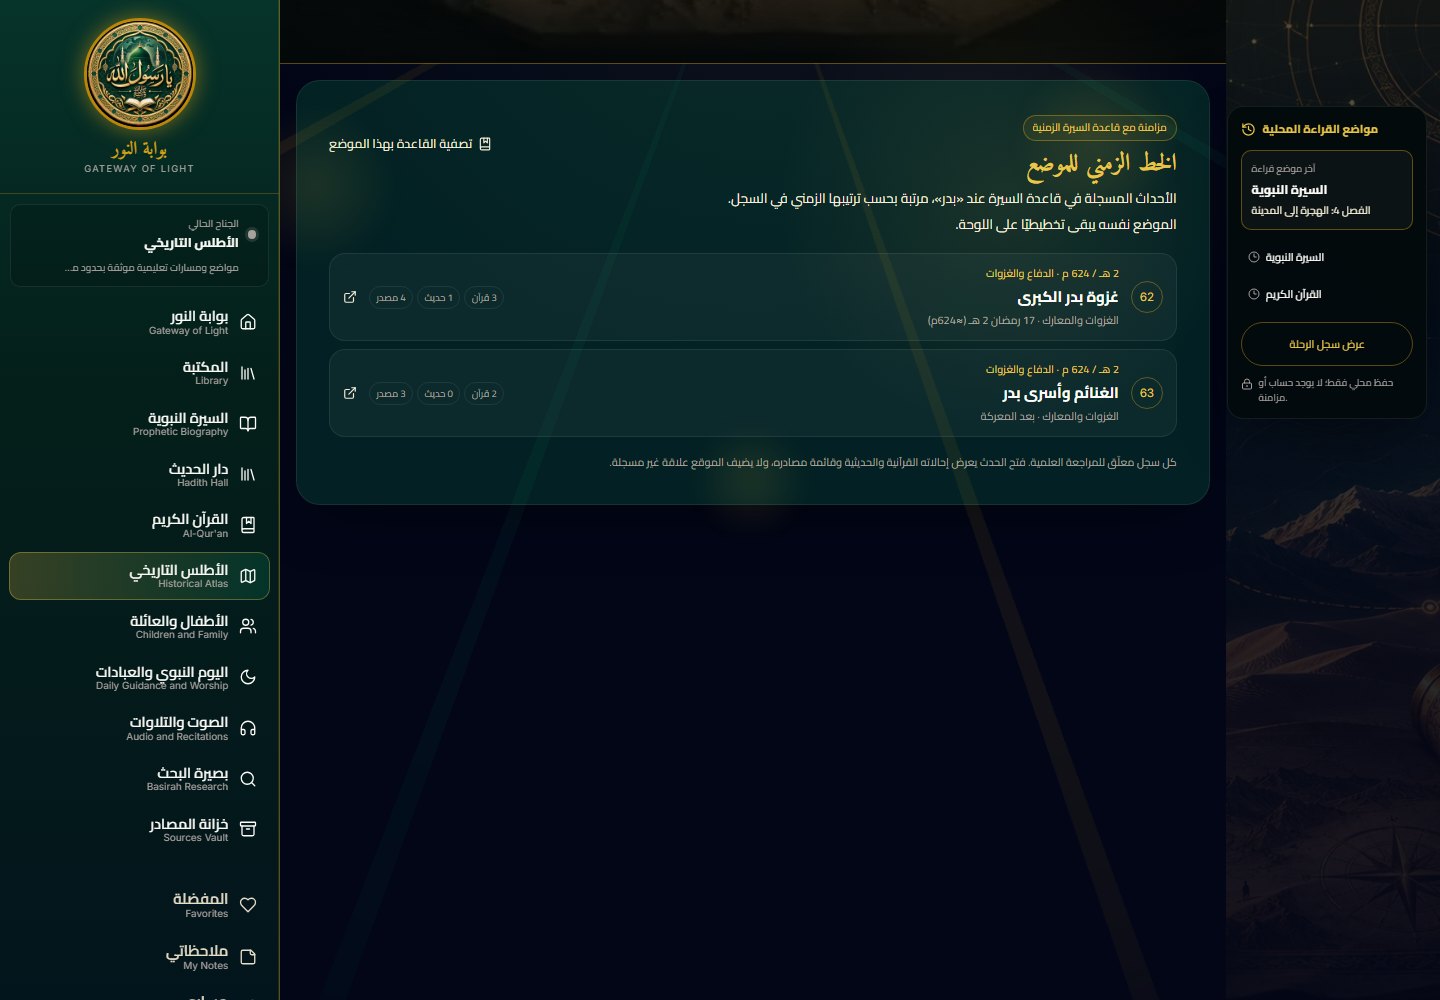 يا رسول الله
بوابة النور
GATEWAY OF LIGHT
الجناح الحالي
الأطلس التاريخي
مواضع ومسارات تعليمية موثقة بحدود مـ...
بوابة النور
Gateway of Light
المكتبة
Library
السيرة النبوية
Prophetic Biography
دار الحديث
Hadith Hall
القرآن الكريم
Al-Qur'an
الأطلس التاريخي
Historical Atlas
الأطفال والعائلة
Children and Family
اليوم النبوي والعبادات
Daily Guidance and Worship
الصوت والتلاوات
Audio and Recitations
بصيرة البحث
Basirah Research
خزانة المصادر
Sources Vault
المفضلة
Favorites
ملاحظاتي
My Notes
مزامنة مع قاعدة السيرة الزمنية
الخط الزمني للموضع
تصفية القاعدة بهذا الموضع
الأحداث المسجلة في قاعدة السيرة عند «بدر»، مرتبة بحسب ترتيبها الزمني في السجل.
الموضع نفسه يبقى تخطيطيًا على اللوحة.
62
2 هـ / 624 م · الدفاع والغزوات
غزوة بدر الكبرى
الغزوات والمعارك · 17 رمضان 2 هـ (≈624م)
3 قرآن
1 حديث
4 مصدر
63
2 هـ / 624 م · الدفاع والغزوات
الغنائم وأسرى بدر
الغزوات والمعارك · بعد المعركة
2 قرآن
0 حديث
3 مصدر
كل سجل معلّق للمراجعة العلمية. فتح الحدث يعرض إحالاته القرآنية والحديثية وقائمة مصادره، ولا يضيف الموقع علاقة غير مسجلة.
مواضع القراءة المحلية
آخر موضع قراءة
السيرة النبوية
الفصل 4: الهجرة إلى المدينة
السيرة النبوية
القرآن الكريم
عرض سجل الرحلة
حفظ محلي فقط؛ لا يوجد حساب أو
مزامنة.